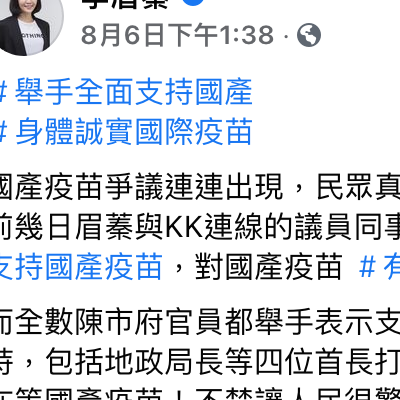 8月6日下午1:38 ·
#舉手全面支持國產
#身體誠實國際疫苗
國產疫苗爭議連連出現，民眾真
前幾日眉蓁與KK連線的議員同事
支持國產疫苗，對國產疫苗 #有
而全數陳市府官員都舉手表示支
持，包括地政局長等四位首長打